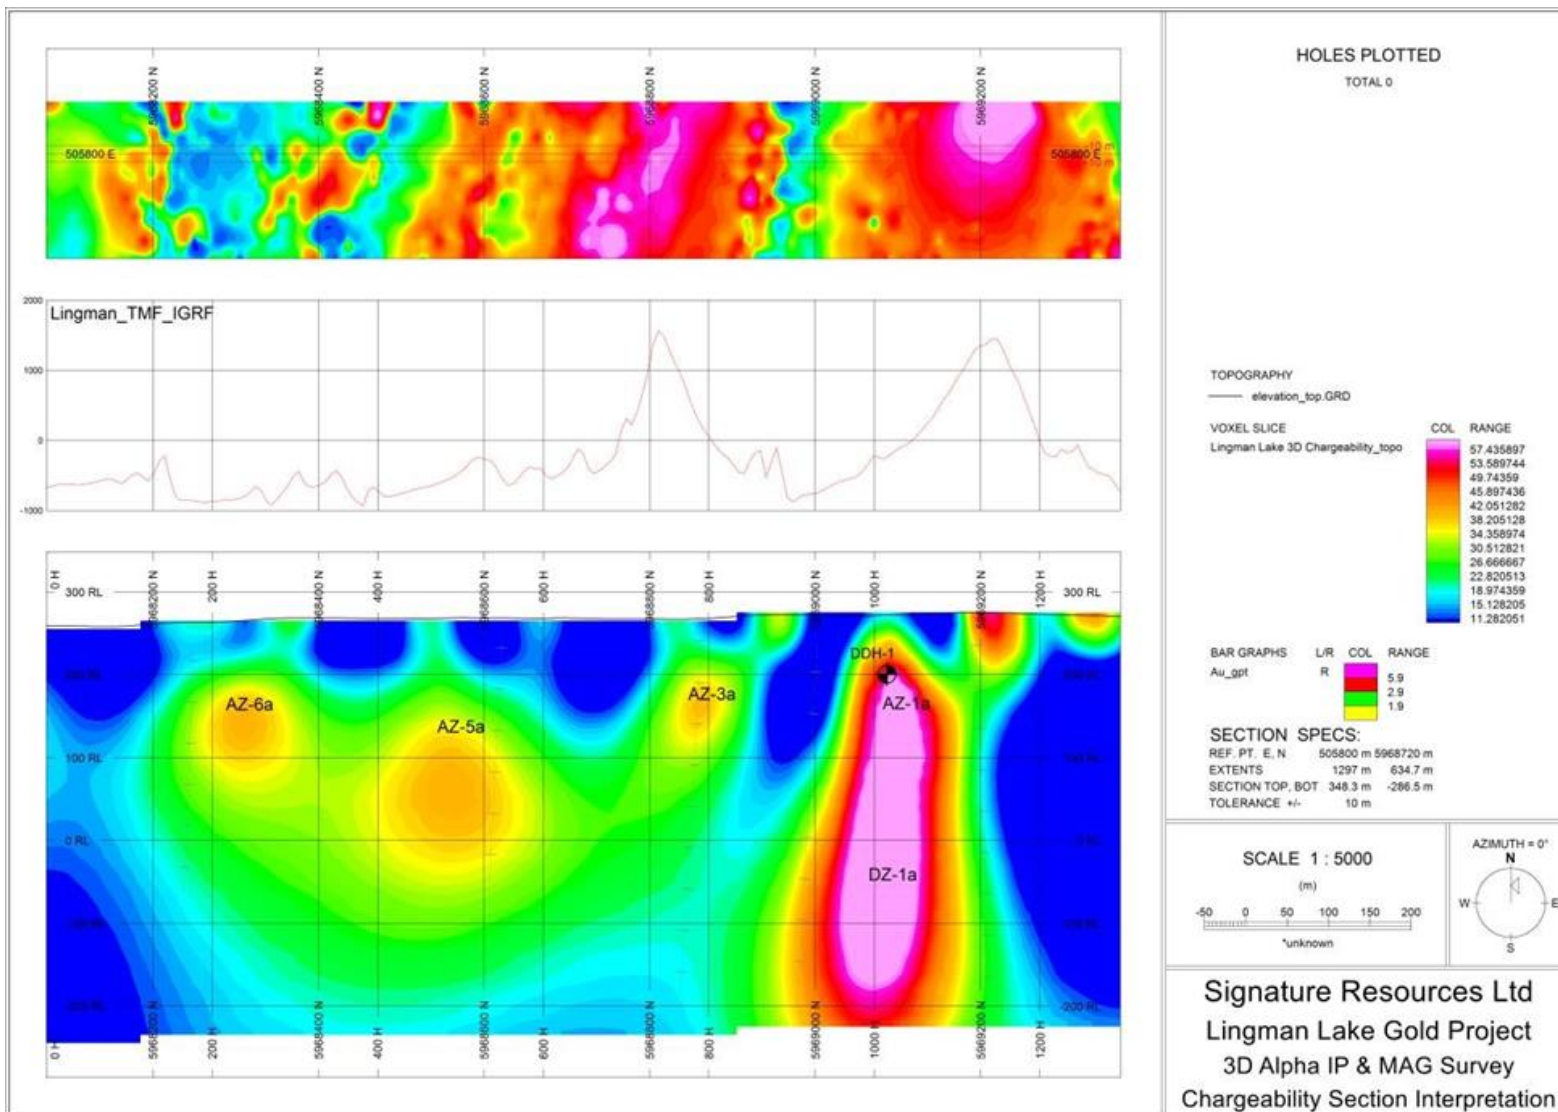 5968200 N
5968400 N
5968600 N
5968800 N
5969000 N
5969200 N
505800 E
505800 E
2000
1000
0
-1000
Lingman_TMF_IGRF
0 H
5968200 N
200 H
5968400 N
400 H
5968600 N
600 H
5968800 N
800 H
5969000 N
1000 H
5969200 N
1200 H
300 RL
300 RL
DDH-1
AZ-6a
AZ-5a
AZ-3a
AZ-1a
100 RL
0 RL
DZ-1a
-200 RL
0 H
5968200 N
200 H
5968400 N
400 H
5968600 N
600 H
5968800 N
800 H
5969000 N
1000 H
5969200 N
1200 H
HOLES PLOTTED
TOTAL 0
TOPOGRAPHY
elevation_top.GRD
VOXEL SLICE COL RANGE
Lingman Lake 3D Chargeability_topo
57.435897
53.589744
49.74359
45.897436
42.051282
38.205128
34.358974
30.512821
26.666667
22.820513
18.974359
15.128205
11.282051
BAR GRAPHS L/R COL RANGE
Au_gpt R
5.9
2.9
1.9
SECTION SPECS:
REF. PT. E, N 505800 m 5968720 m
EXTENTS 1297 m 634.7 m
SECTION TOP, BOT 348.3 m -286.5 m
TOLERANCE +/- 10 m
SCALE 1 : 5000
(m)
-50 0 50 100 150 200
*unknown
AZIMUTH = 0°
N
W E
S
Signature Resources Ltd
Lingman Lake Gold Project
3D Alpha IP & MAG Survey
Chargeability Section Interpretation